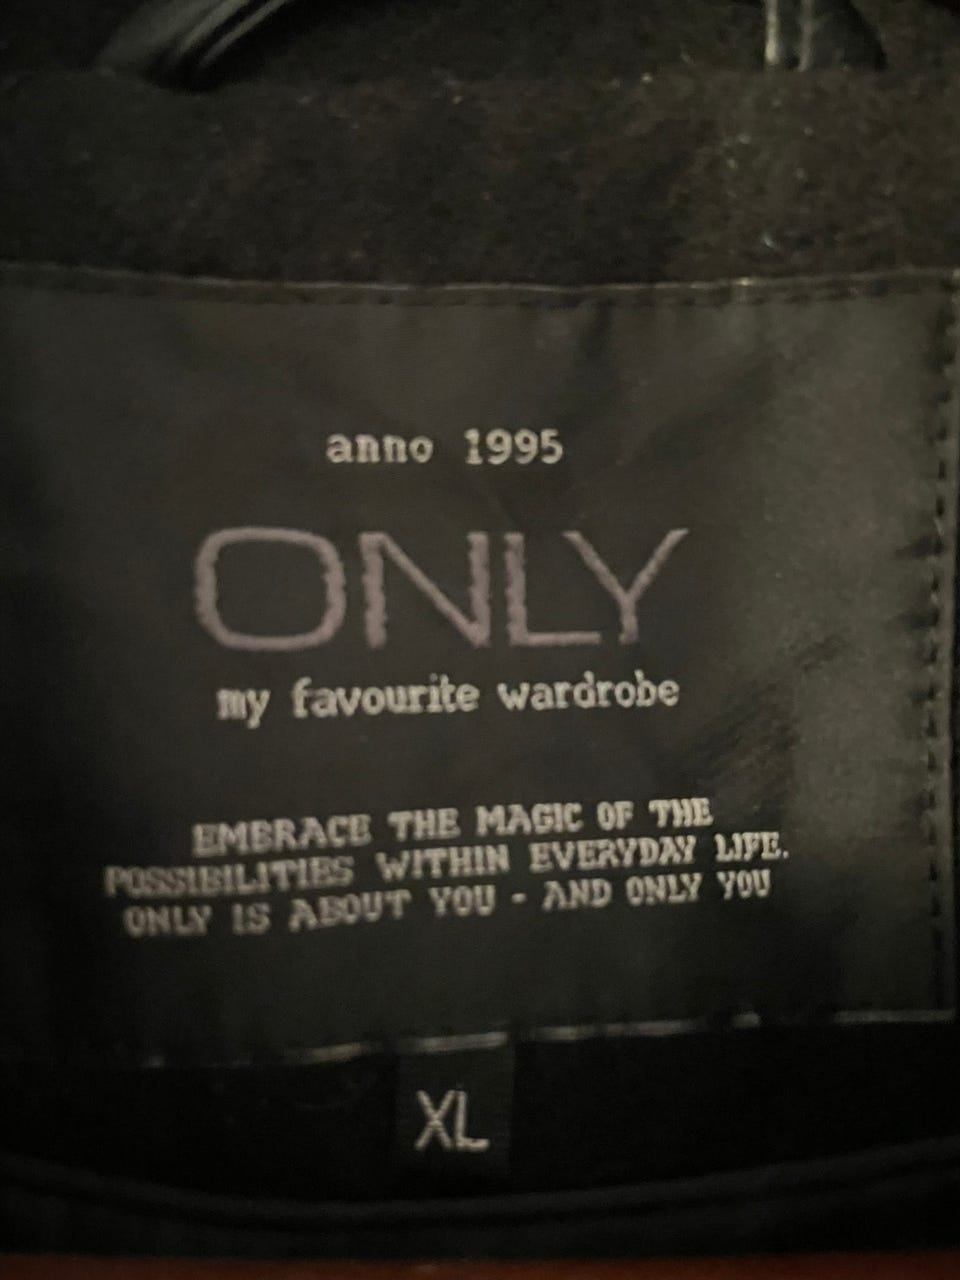 anno 1995
ONLY
my favourite wardrobe
EMBRACE THE MAGIC OF THE
POSSIBILITIES WITHIN EVERYDAY LIFE.
ONLY IS ABOUT YOU - AND ONLY YOU
XL